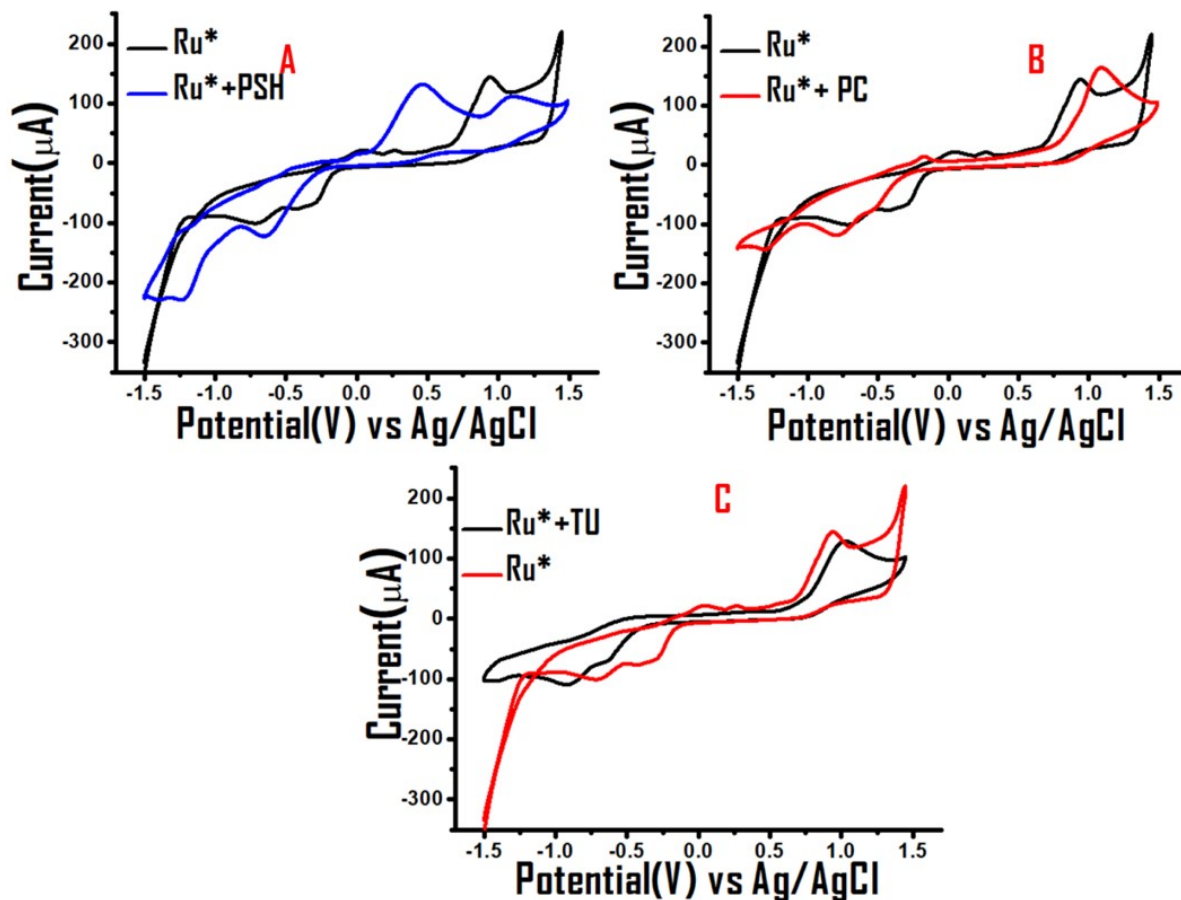 A
Ru*
Ru*+PSH
200
100
0
-100
-200
-300
Current(μA)
-1.5 -1.0 -0.5 0.0 0.5 1.0 1.5
Potential(V) vs Ag/AgCl
B
Ru*
Ru*+ PC
200
100
0
-100
-200
-300
Current(μA)
-1.5 -1.0 -0.5 0.0 0.5 1.0 1.5
Potential(V) vs Ag/AgCl
C
Ru*+TU
Ru*
200
100
0
-100
-200
-300
Current(μA)
-1.5 -1.0 -0.5 0.0 0.5 1.0 1.5
Potential(V) vs Ag/AgCl